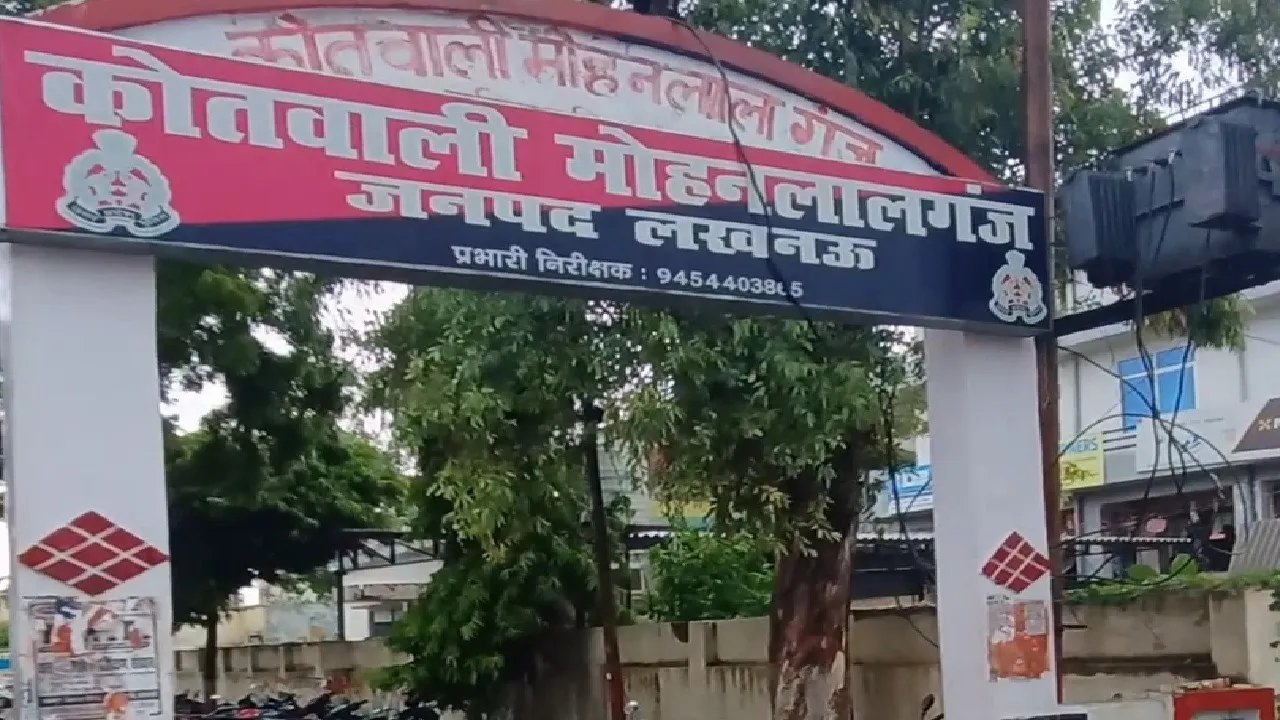 कोतवाली मोहनलाल गंज
कोतवाली मोहनलालगंज
जनपद लखनऊ
प्रभारी निरीक्षक : 9454403865